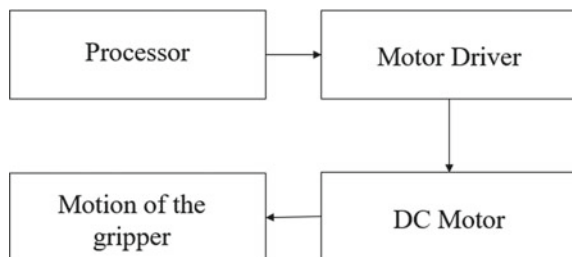 Processor
Motor Driver
Motion of the
gripper
DC Motor